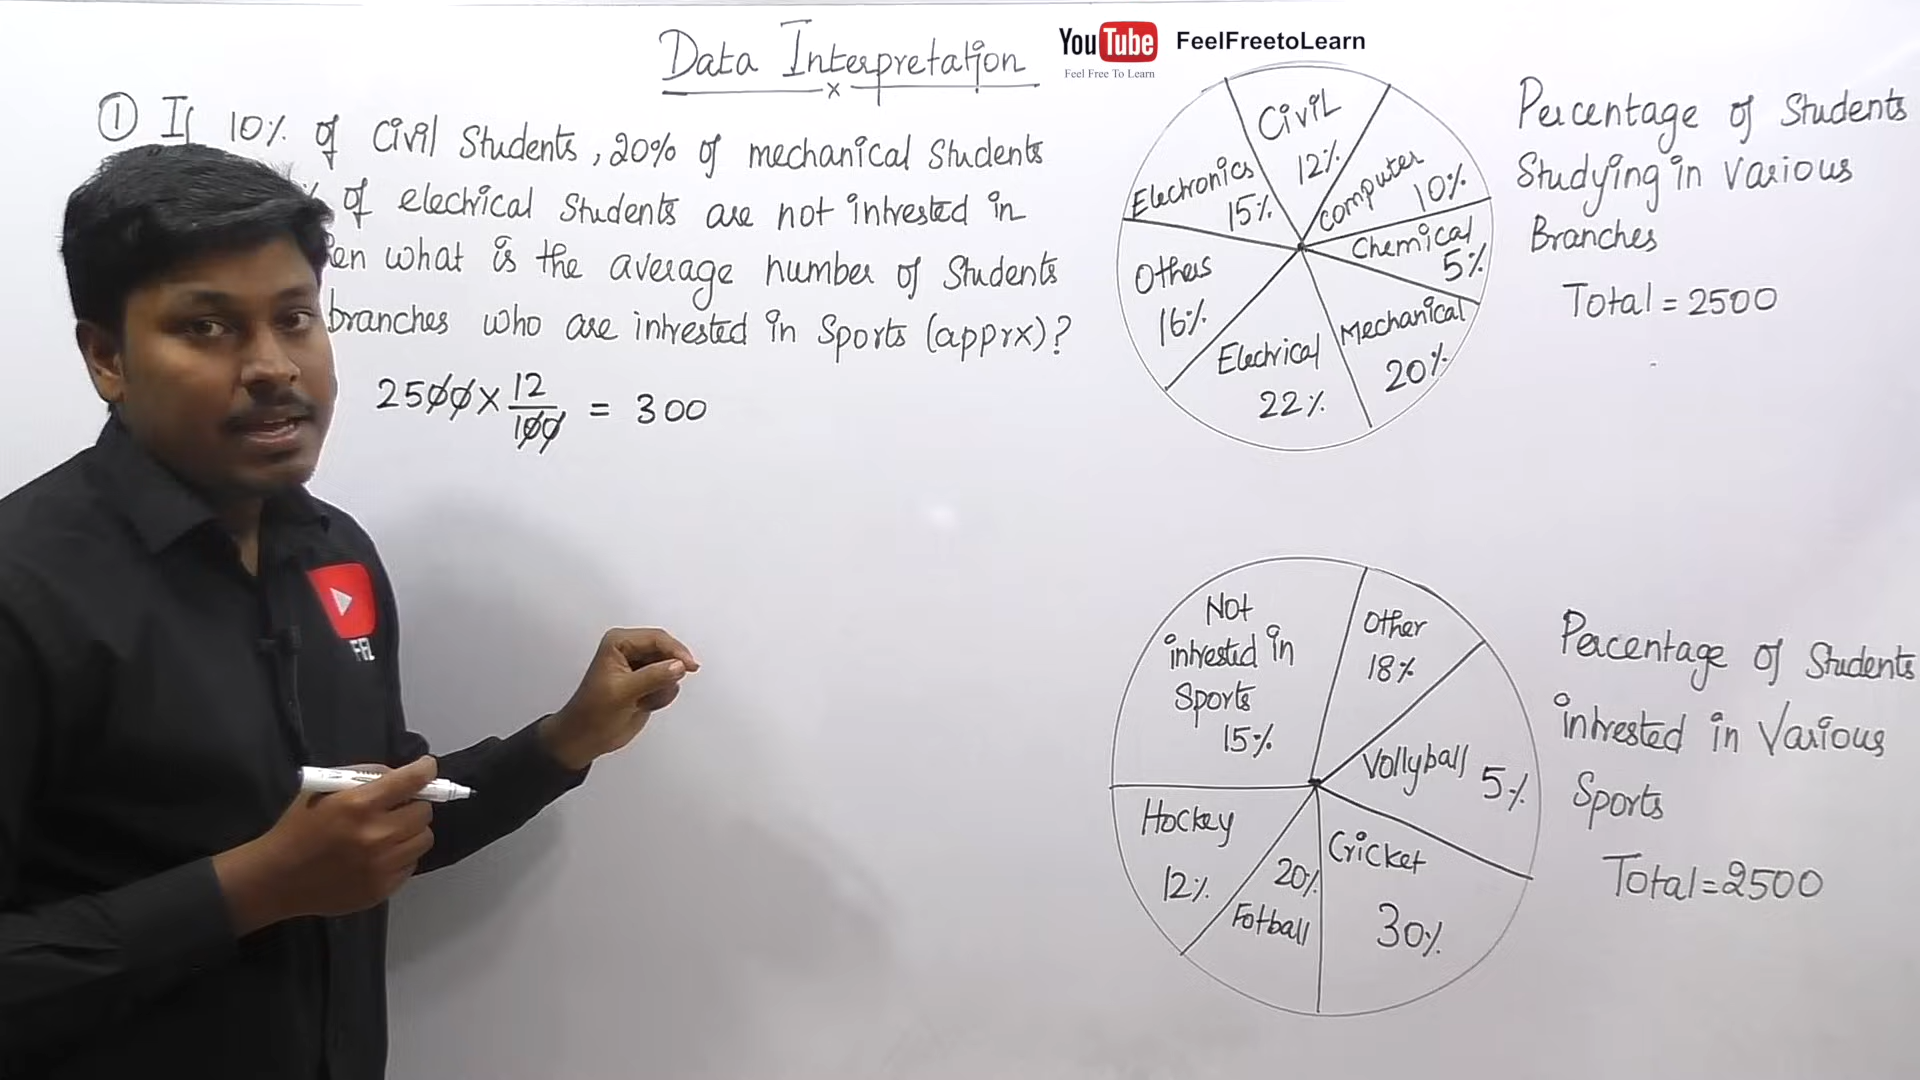 Data Interpretation
x
YouTube
FeelFreetoLearn
Feel Free To Learn
① If 10% of Civil Students, 20% of mechanical Students
% of electrical Students are not intrested in
en what is the average number of Students
branches who are intrested in Sports (apprx)?
2500 x 12/100 = 300
Civil
12%
Computer
10%
Chemical
5%
Mechanical
20%
Electrical
22%
Others
16%
Electronics
15%
Percentage of Students
Studying in Various
Branches
Total = 2500
Not
intrested in
Sports
15%
Other
18%
Vollyball 5%
Cricket
30%
20%
Fotball
Hockey
12%
Percentage of Students
intrested in Various
Sports
Total=2500